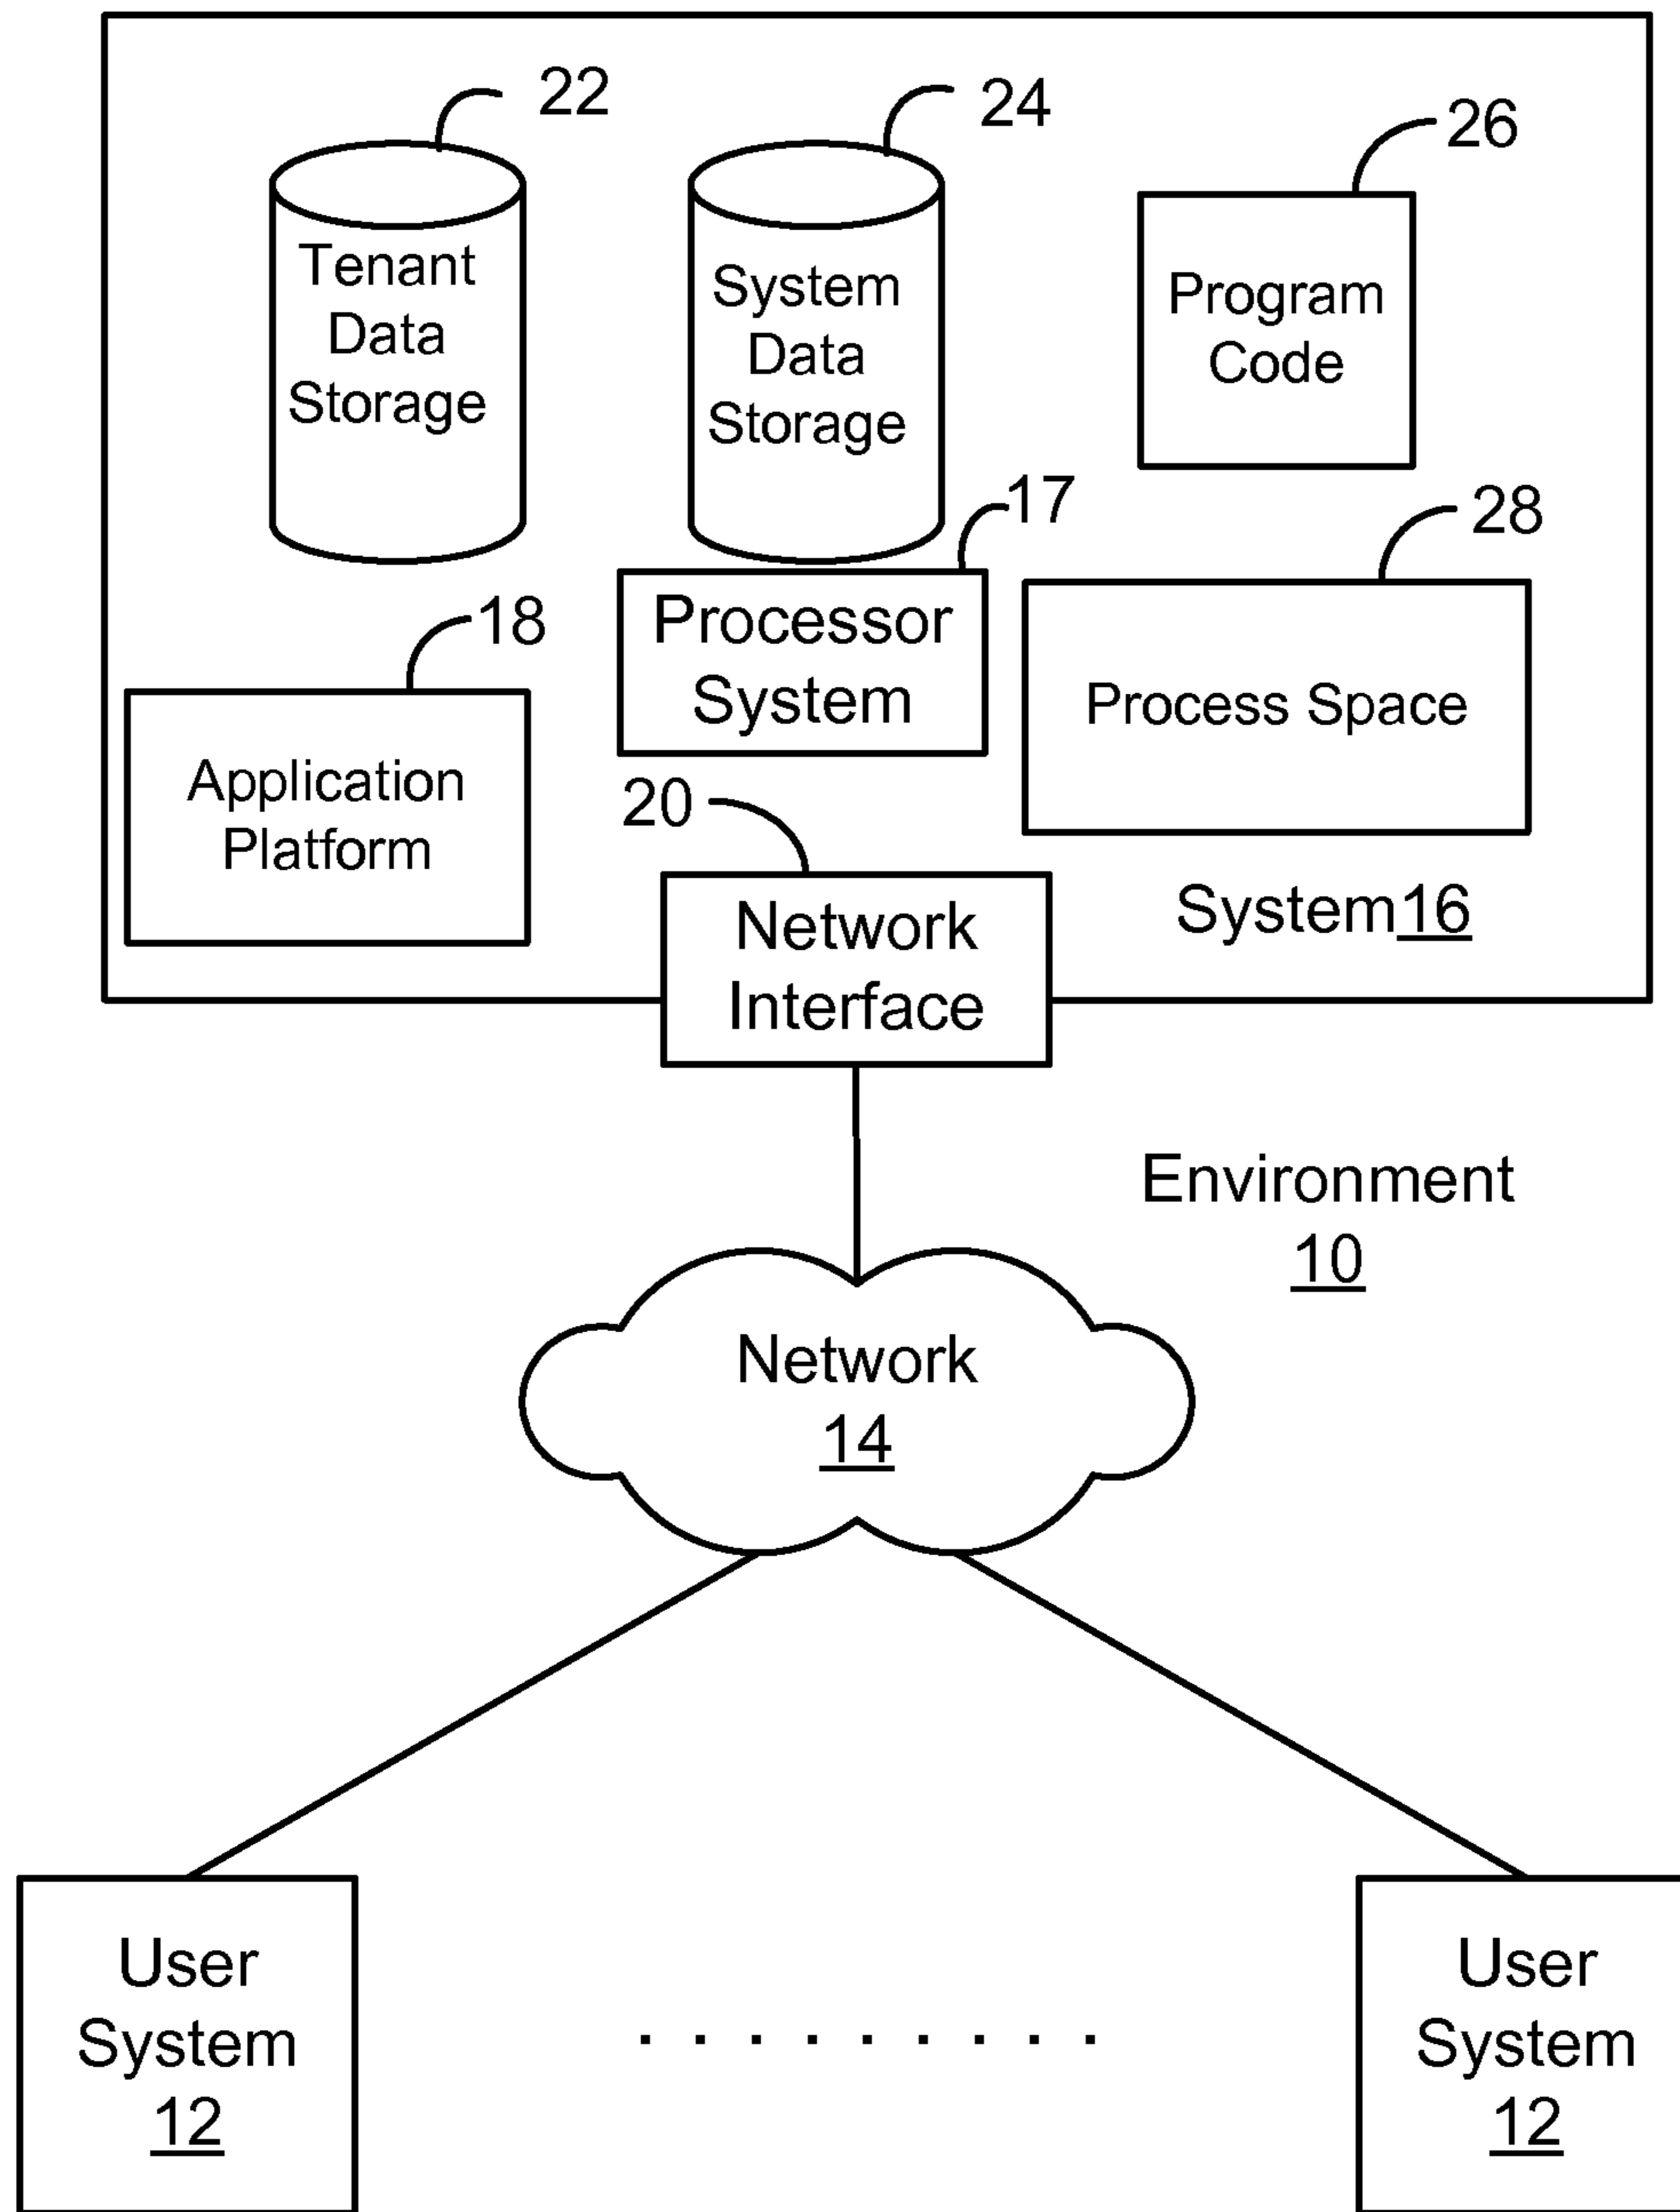 22
24
26
Tenant
Data
Storage
System
Data
Storage
Program
Code
17
28
18
Processor
System
Process Space
Application
Platform
20
Network
Interface
System16
Environment
10
Network
14
User
System
12
. . . . . . . . .
User
System
12